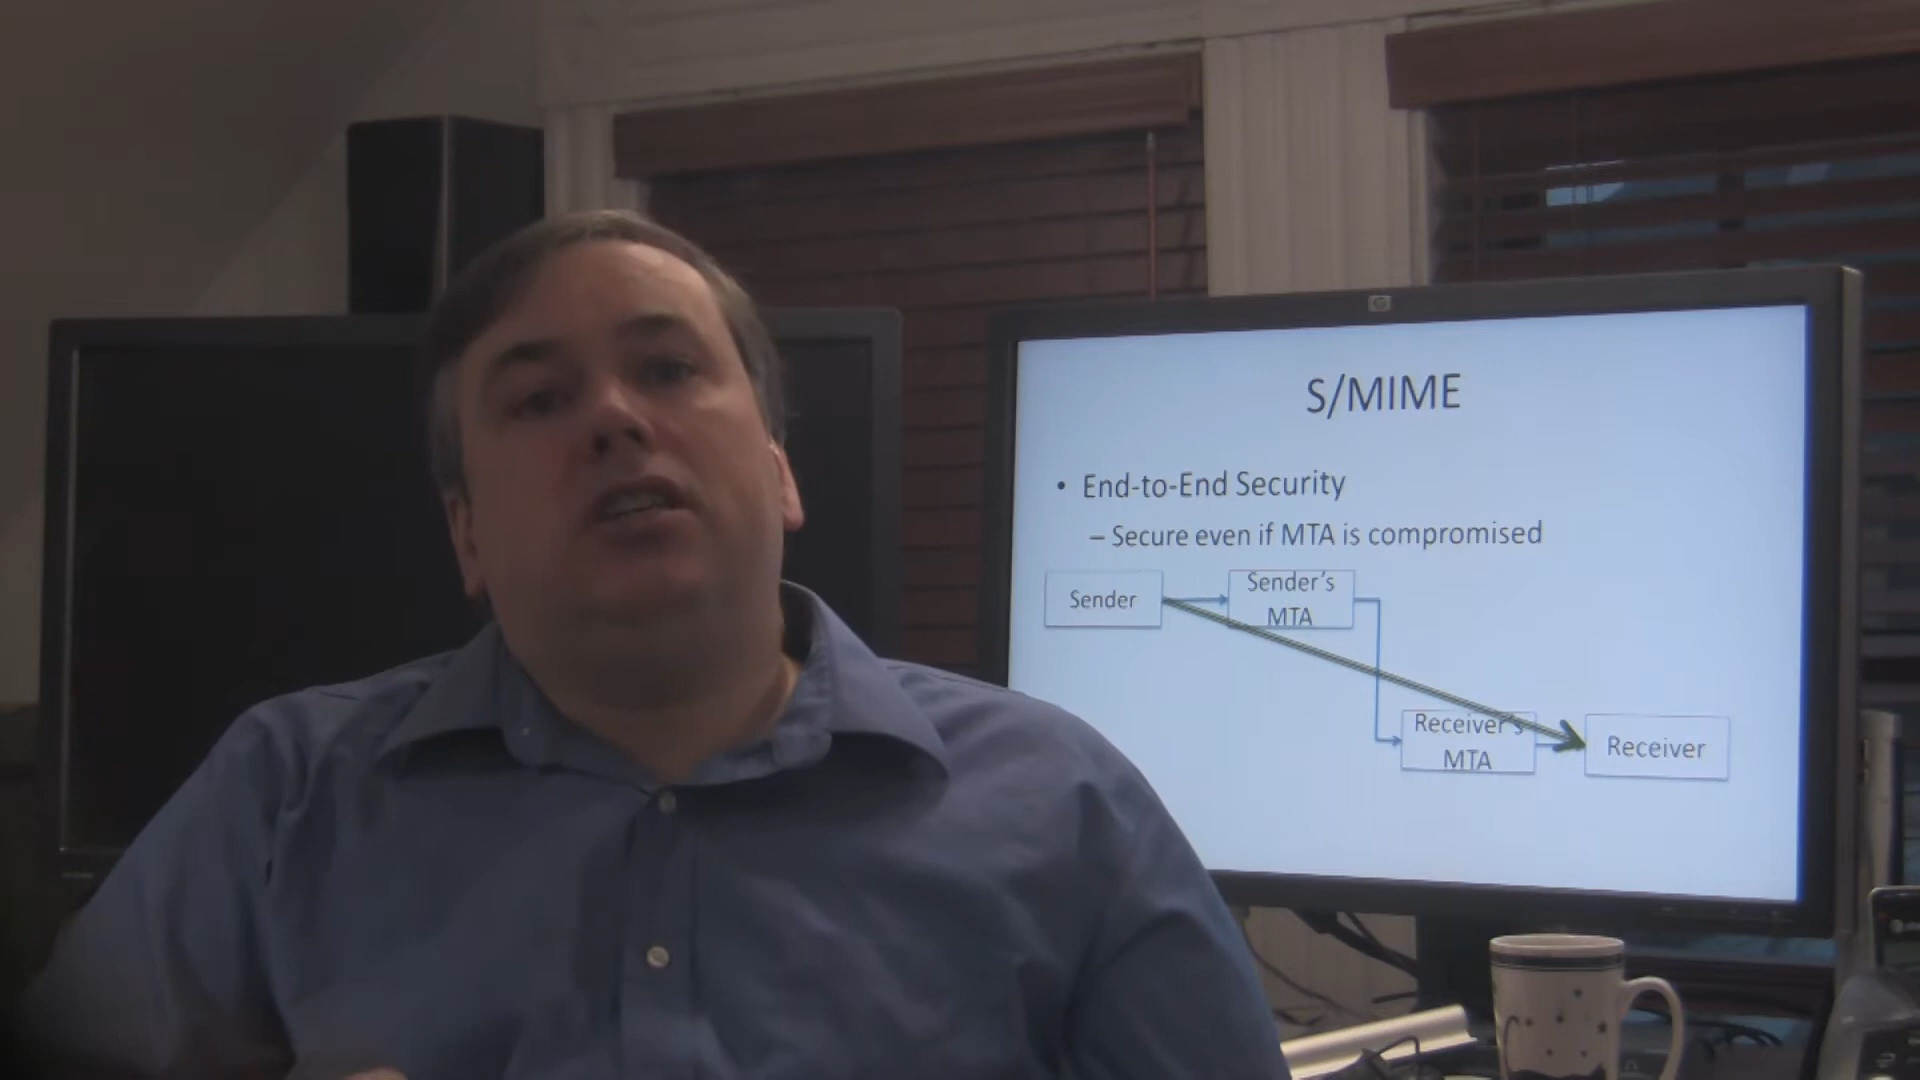 S/MIME
• End-to-End Security
– Secure even if MTA is compromised
Sender
Sender's
MTA
Receiver's
MTA
Receiver